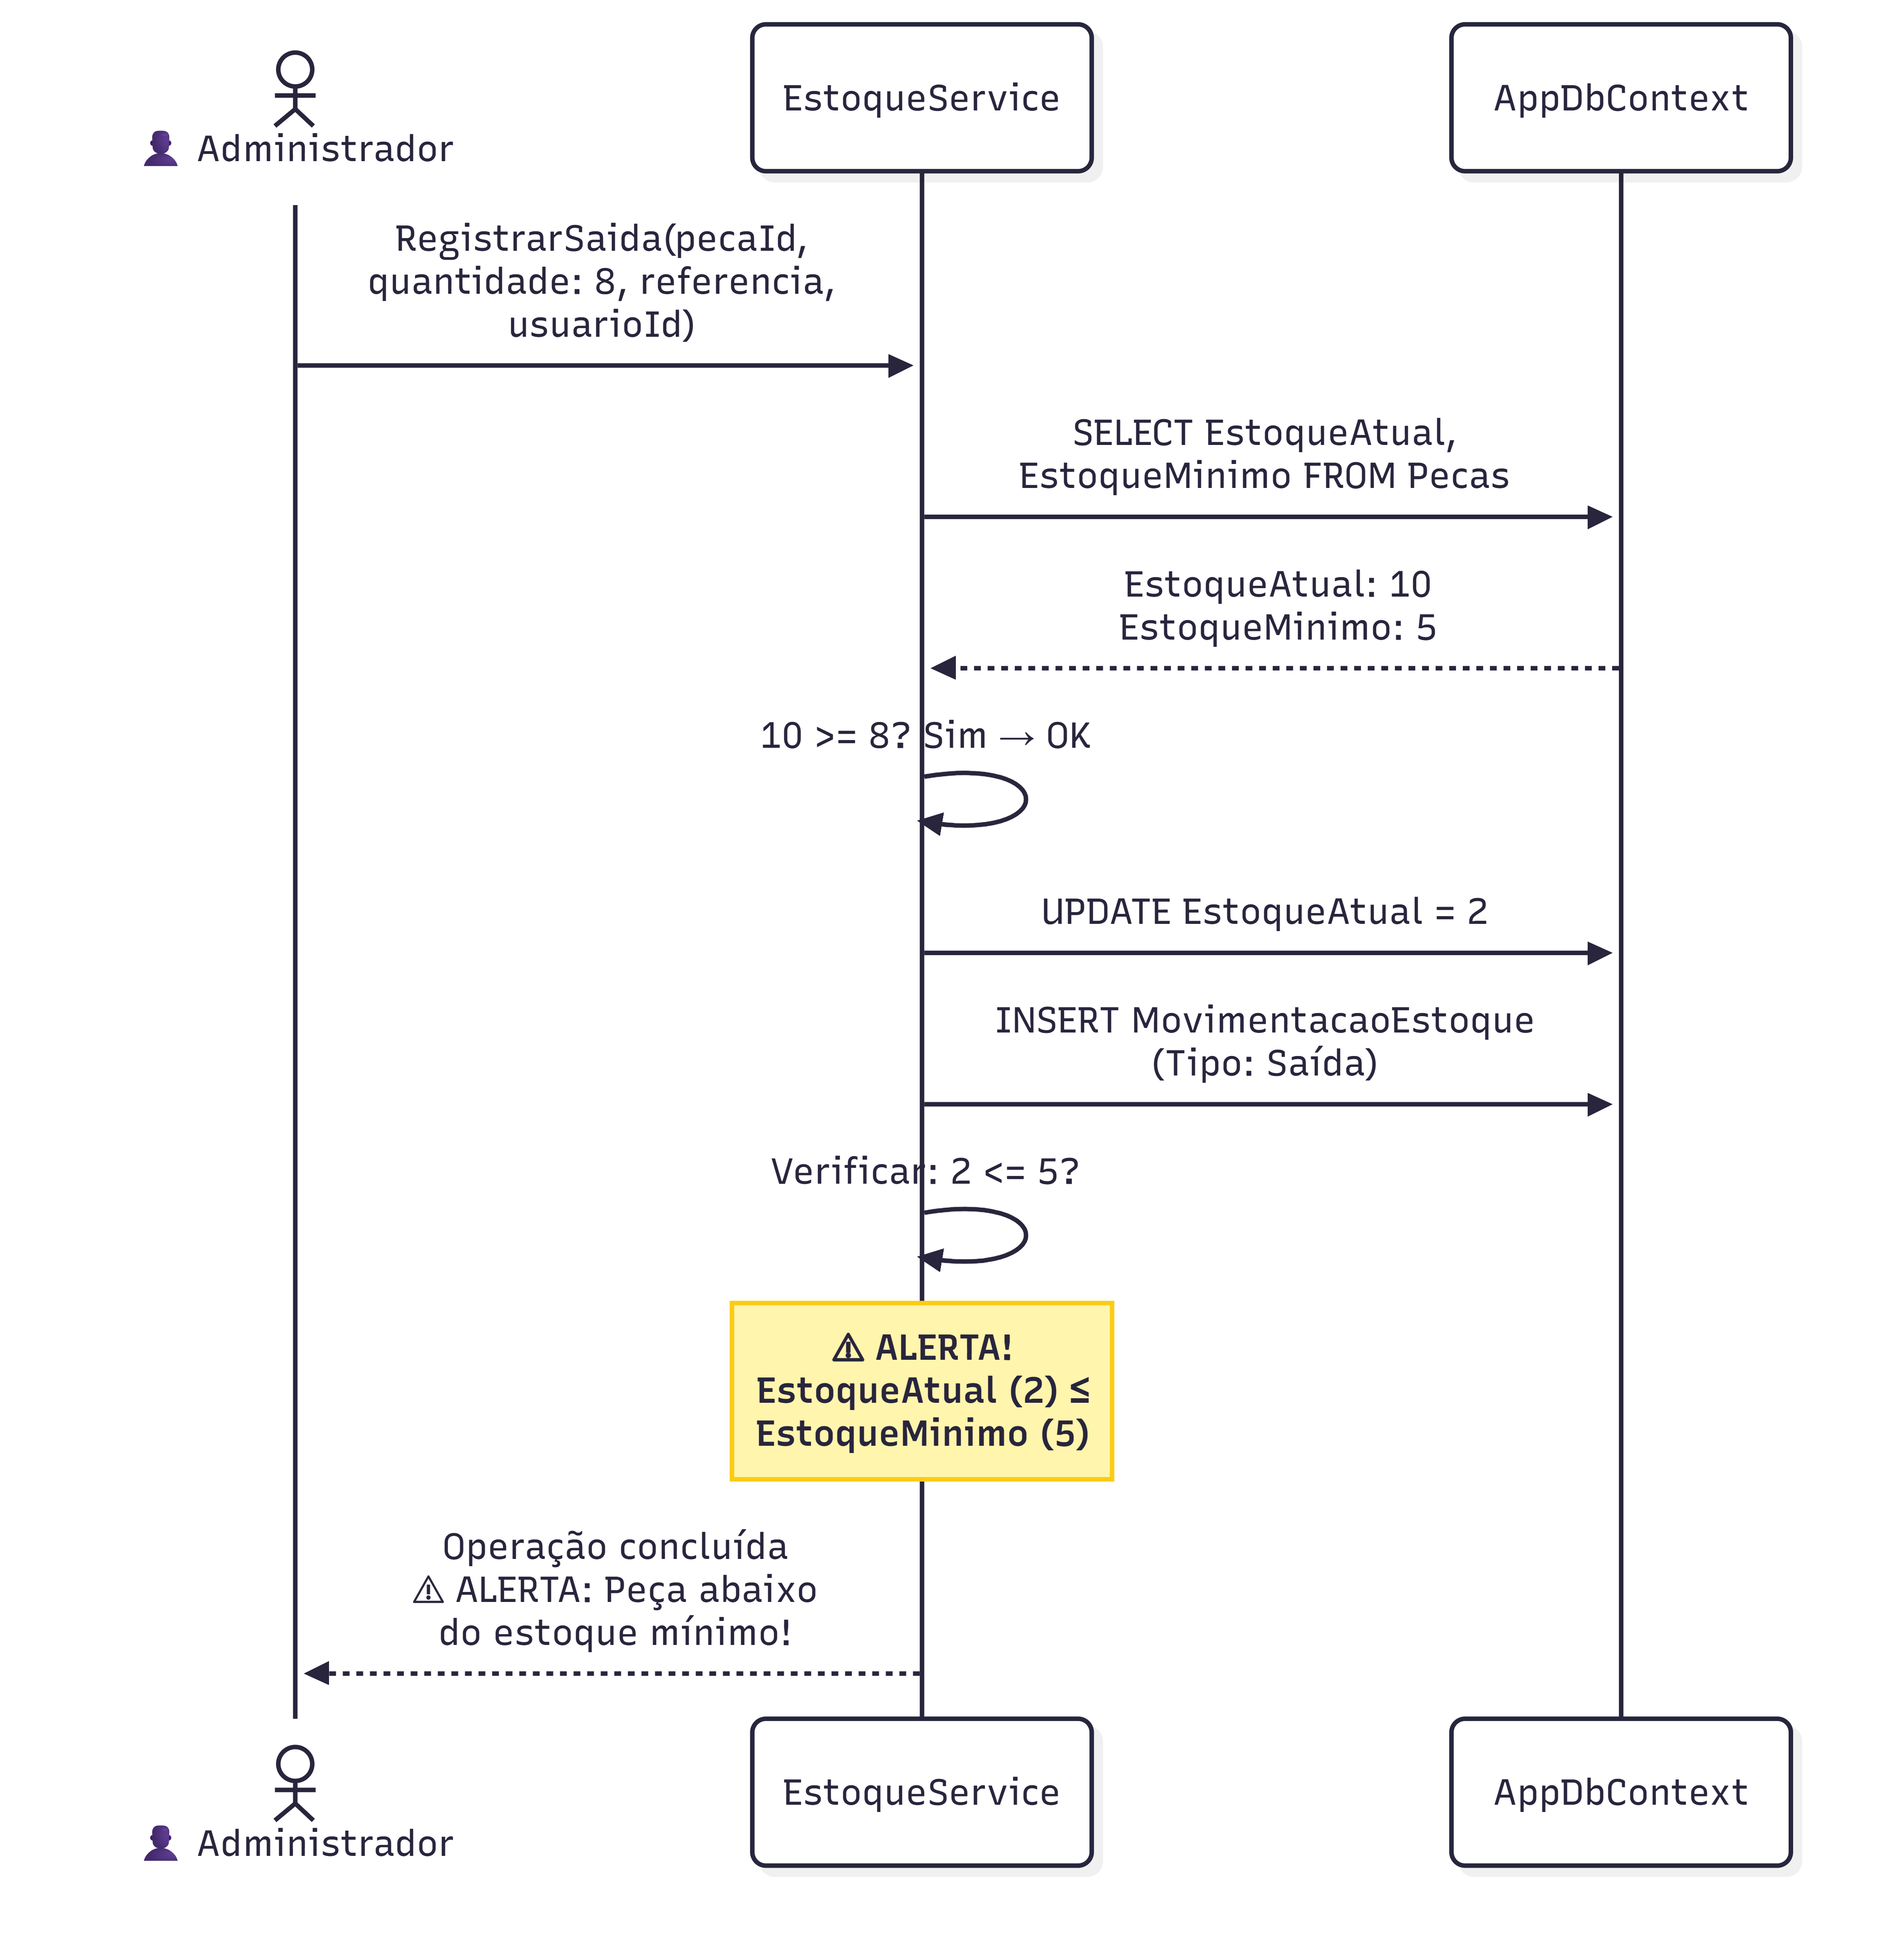 EstoqueService
AppDbContext
👤 Administrador
RegistrarSaida(pecaId,
quantidade: 8, referencia,
usuarioId)
SELECT EstoqueAtual,
EstoqueMinimo FROM Pecas
EstoqueAtual: 10
EstoqueMinimo: 5
10 >= 8? Sim → OK
UPDATE EstoqueAtual = 2
INSERT MovimentacaoEstoque
(Tipo: Saída)
Verificar: 2 <= 5?
⚠ ALERTA!
EstoqueAtual (2) ≤
EstoqueMinimo (5)
Operação concluída
⚠ ALERTA: Peça abaixo
do estoque mínimo!
EstoqueService
AppDbContext
👤 Administrador